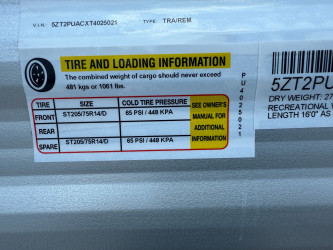 V.I.N.: 5ZT2PUACXT4025021 TYPE: TRA/REM
TIRE AND LOADING INFORMATION
The combined weight of cargo should never exceed
481 kgs or 1061 lbs.
TIRE SIZE COLD TIRE PRESSURE SEE OWNER'S MANUAL FOR ADDITIONAL INFORMATION
FRONT ST205/75R14/D 65 PSI / 448 KPA
REAR
SPARE ST205/75R14/D 65 PSI / 448 KPA
PU4025021
5ZT2PU
DRY WEIGHT: 27
RECREATIONAL V
LENGTH 16'0" AS